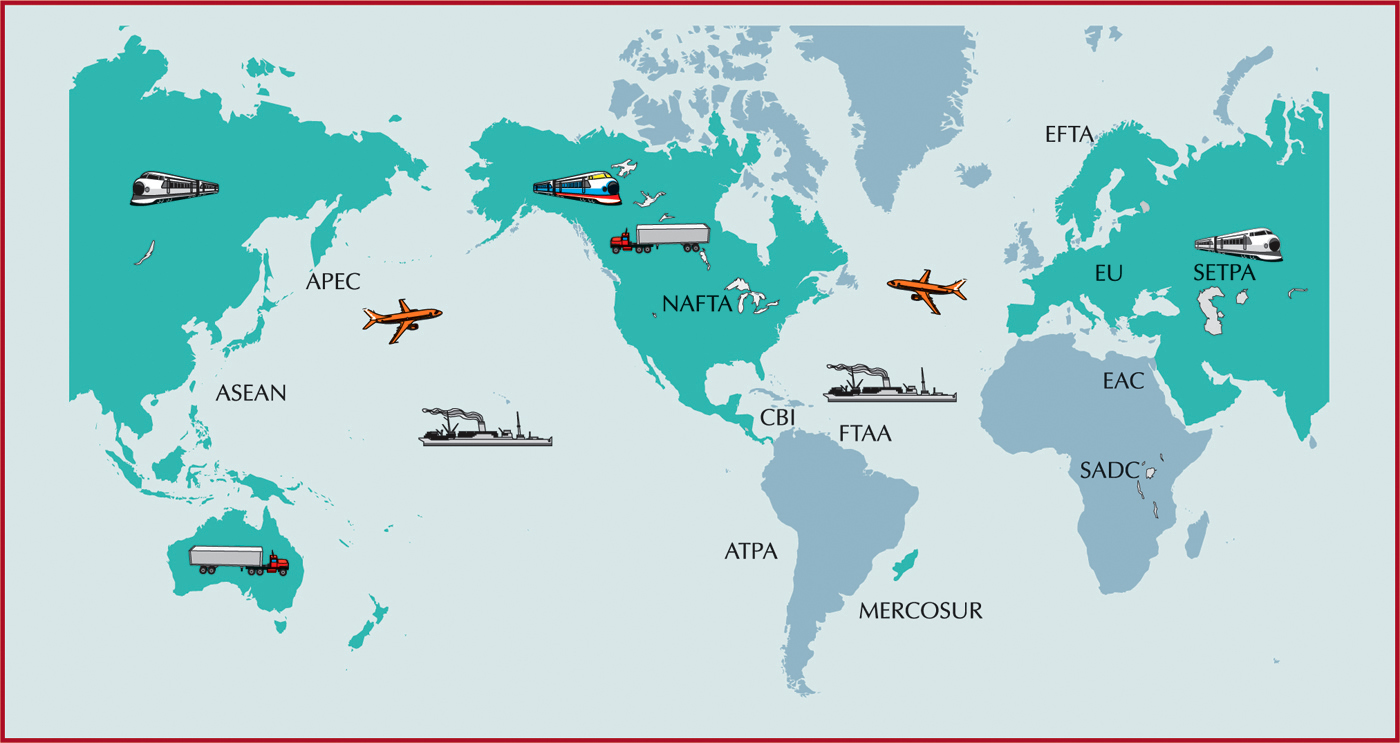 EFTA
APEC
NAFTA
EU
SETPA
ASEAN
EAC
CBI
FTAA
SADC
ATPA
MERCOSUR